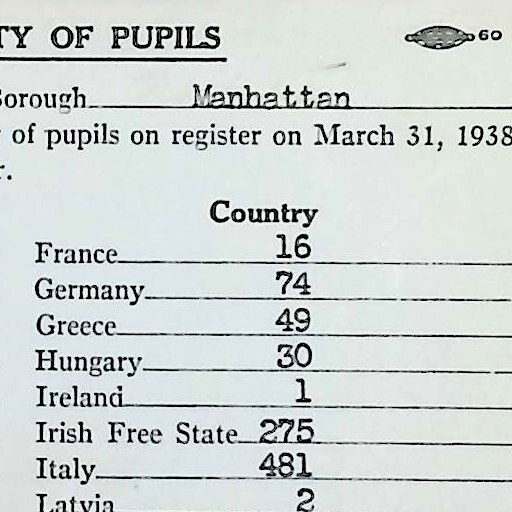 TY OF PUPILS 60
Borough Manhattan
of pupils on register on March 31, 1938
r.
Country
France 16
Germany 74
Greece 49
Hungary 30
Ireland 1
Irish Free State 275
Italy 481
Latvia 2